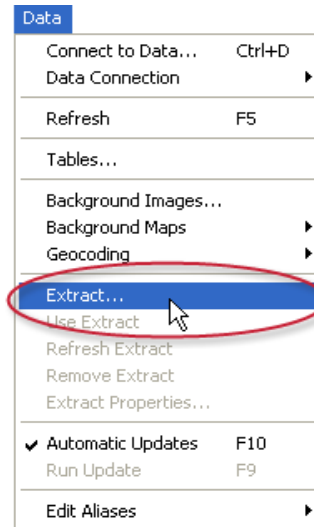 Data
Connect to Data... Ctrl+D
Data Connection
Refresh F5
Tables...
Background Images...
Background Maps
Geocoding
Extract...
Use Extract
Refresh Extract
Remove Extract
Extract Properties...
Automatic Updates F10
Run Update F9
Edit Aliases